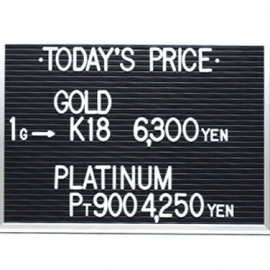 ·TODAY'S PRICE·
GOLD
1G→ K18 6,300 YEN
PLATINUM
PT900 4,250 YEN